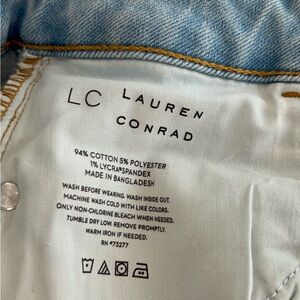 LC LAUREN
CONRAD
94% COTTON 5% POLYESTER
1% LYCRA®SPANDEX
MADE IN BANGLADESH
WASH BEFORE WEARING. WASH INSIDE OUT.
MACHINE WASH COLD WITH LIKE COLORS.
ONLY NON-CHLORINE BLEACH WHEN NEEDED.
TUMBLE DRY LOW. REMOVE PROMPTLY.
WARM IRON IF NEEDED.
RN #73277